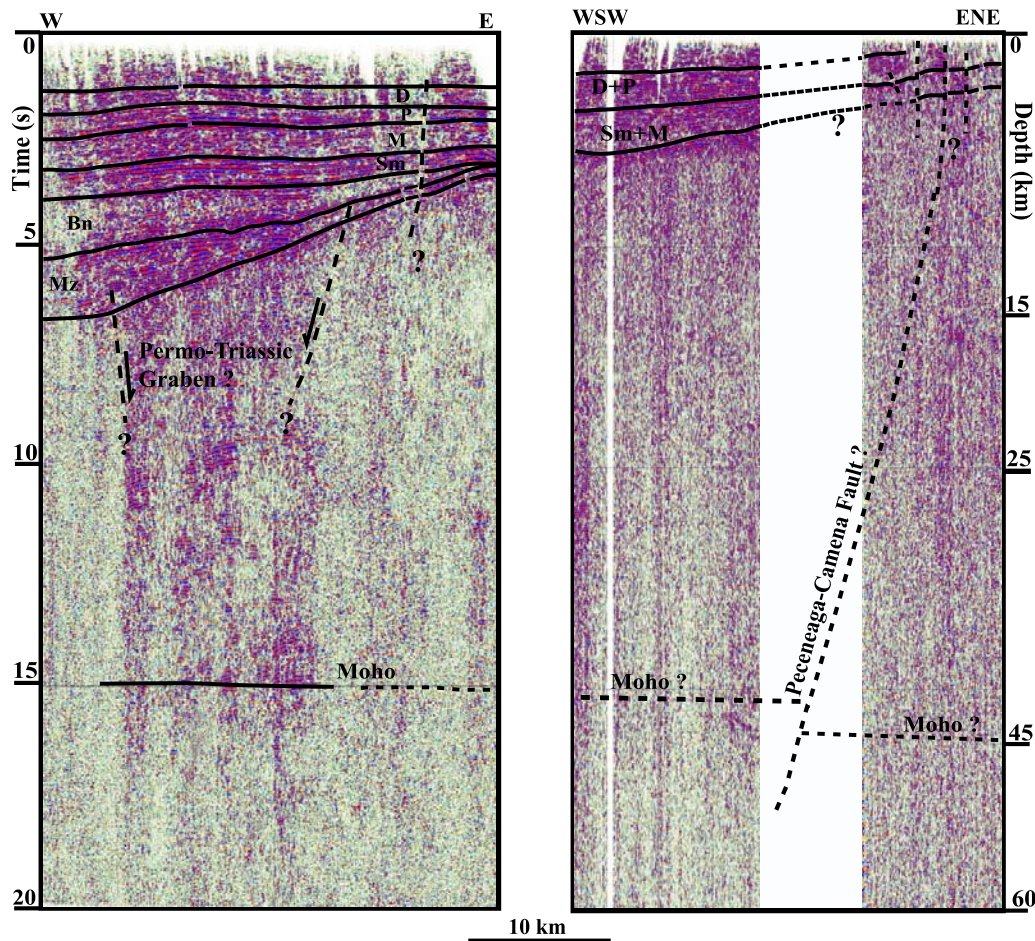 W
E
WSW
ENE
0
5
10
15
20
Time (s)
D
P
M
Sm
Bn
Mz
?
Permo-Triassic
Graben ?
?
?
Moho
D+P
Sm+M
?
?
Peceneaga-Camena Fault ?
Moho ?
Moho ?
0
15
25
45
60
Depth (km)
10 km